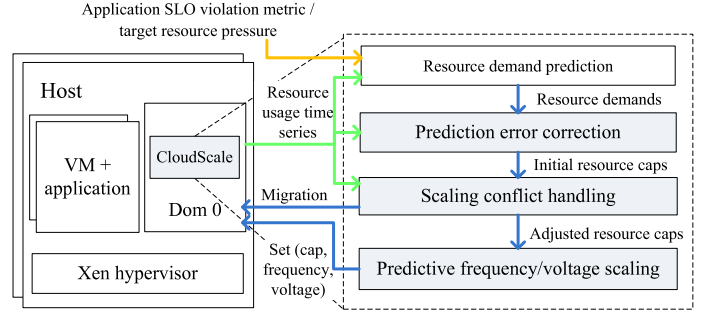 Application SLO violation metric /
target resource pressure
Host
VM +
application
CloudScale
Dom 0
Xen hypervisor
Resource
usage time
series
Migration
Set (cap,
frequency,
voltage)
Resource demand prediction
Resource demands
Prediction error correction
Initial resource caps
Scaling conflict handling
Adjusted resource caps
Predictive frequency/voltage scaling